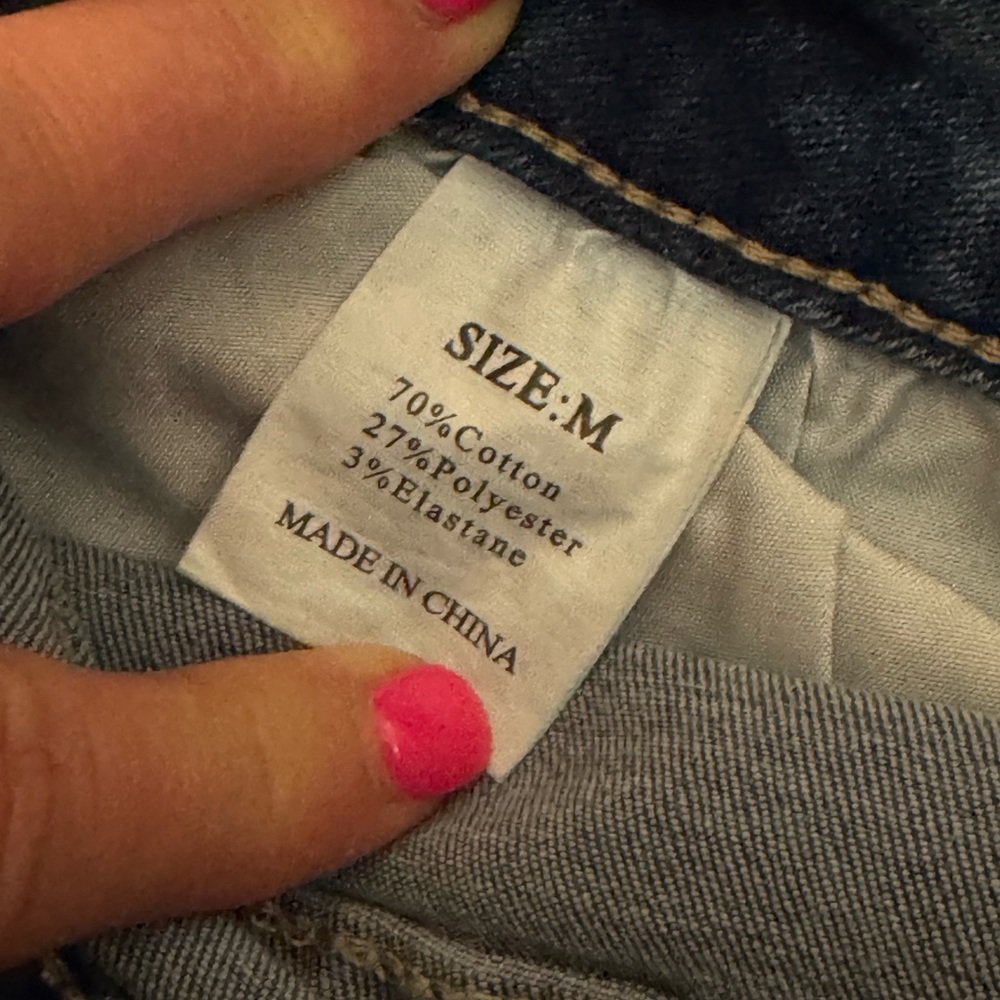 SIZE:M
70%Cotton
27%Polyester
3%Elastane
MADE IN CHINA